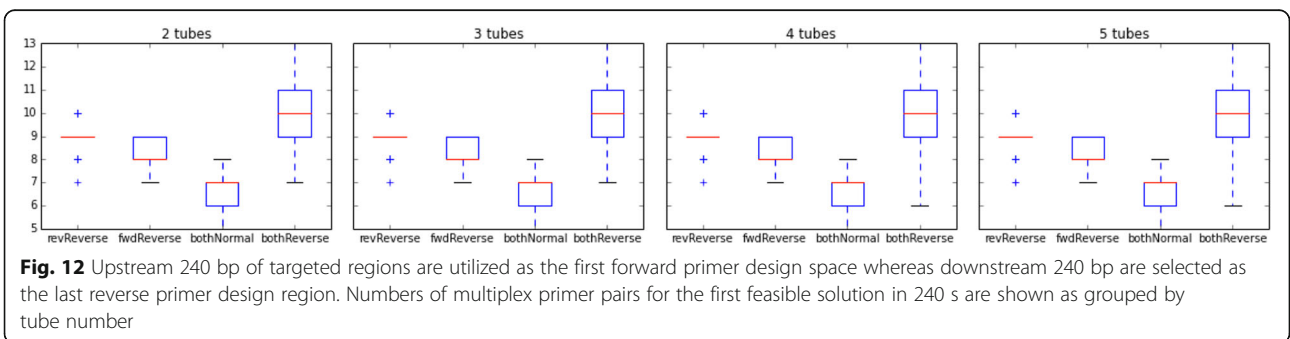 2 tubes 3 tubes 4 tubes 5 tubes
13
12
11
10
9
8
7
6
5
revReverse fwdReverse bothNormal bothReverse revReverse fwdReverse bothNormal bothReverse revReverse fwdReverse bothNormal bothReverse revReverse fwdReverse bothNormal bothReverse
Fig. 12 Upstream 240 bp of targeted regions are utilized as the first forward primer design space whereas downstream 240 bp are selected as
the last reverse primer design region. Numbers of multiplex primer pairs for the first feasible solution in 240 s are shown as grouped by
tube number